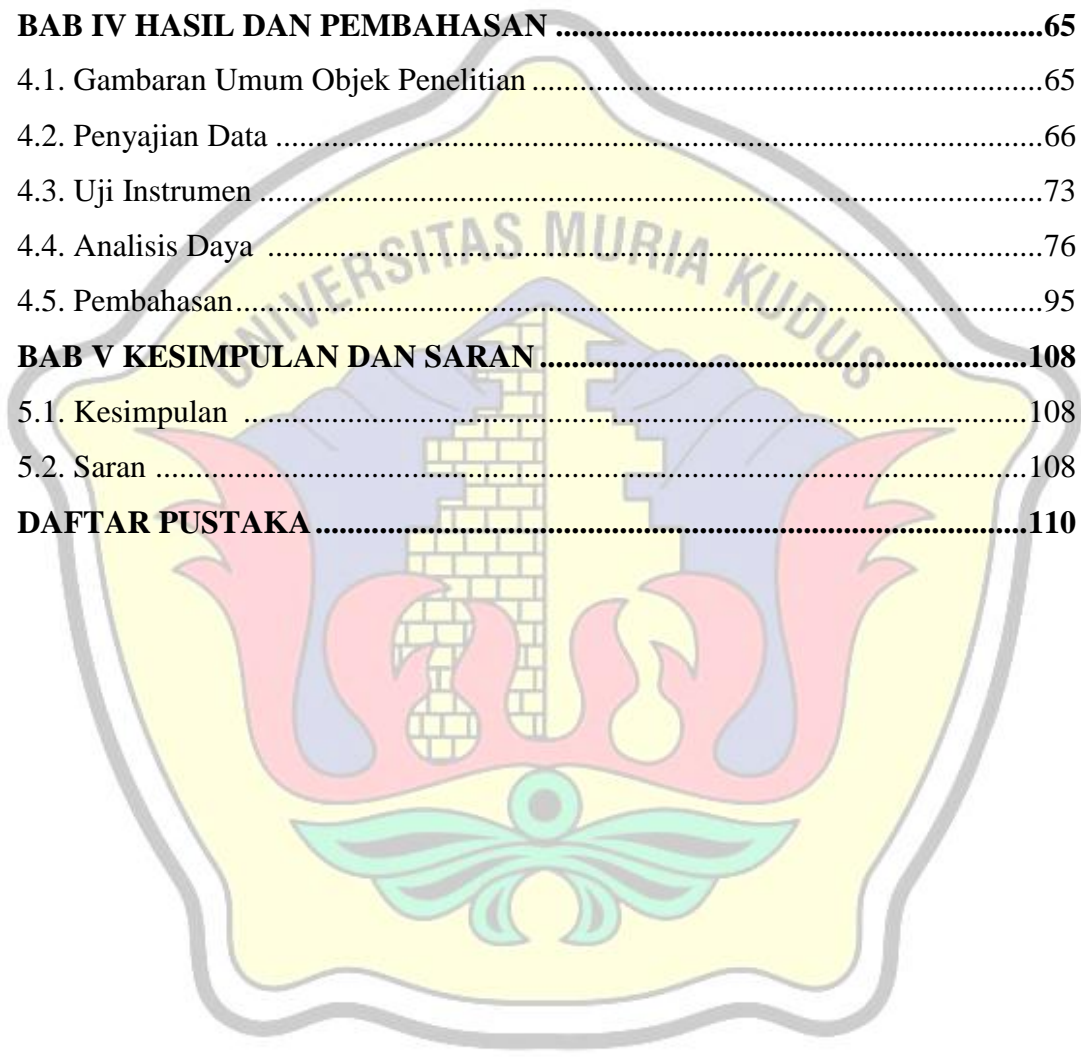 BAB IV HASIL DAN PEMBAHASAN .............................................................65
4.1. Gambaran Umum Objek Penelitian ................................................................65
4.2. Penyajian Data ................................................................................................66
4.3. Uji Instrumen ..................................................................................................73
4.4. Analisis Daya .................................................................................................76
4.5. Pembahasan.....................................................................................................95
BAB V KESIMPULAN DAN SARAN .............................................................108
5.1. Kesimpulan ..................................................................................................108
5.2. Saran .............................................................................................................108
DAFTAR PUSTAKA .........................................................................................110
UNIVERSITAS MURIA KUDUS